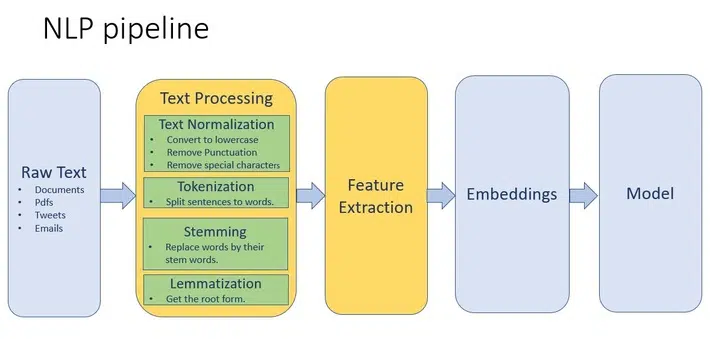 NLP pipeline
Raw Text
• Documents
• Pdfs
• Tweets
• Emails
Text Processing
Text Normalization
• Convert to lowercase
• Remove Punctuation
• Remove special characters
Tokenization
• Split sentences to words.
Stemming
• Replace words by their
stem words.
Lemmatization
• Get the root form.
Feature
Extraction
Embeddings
Model